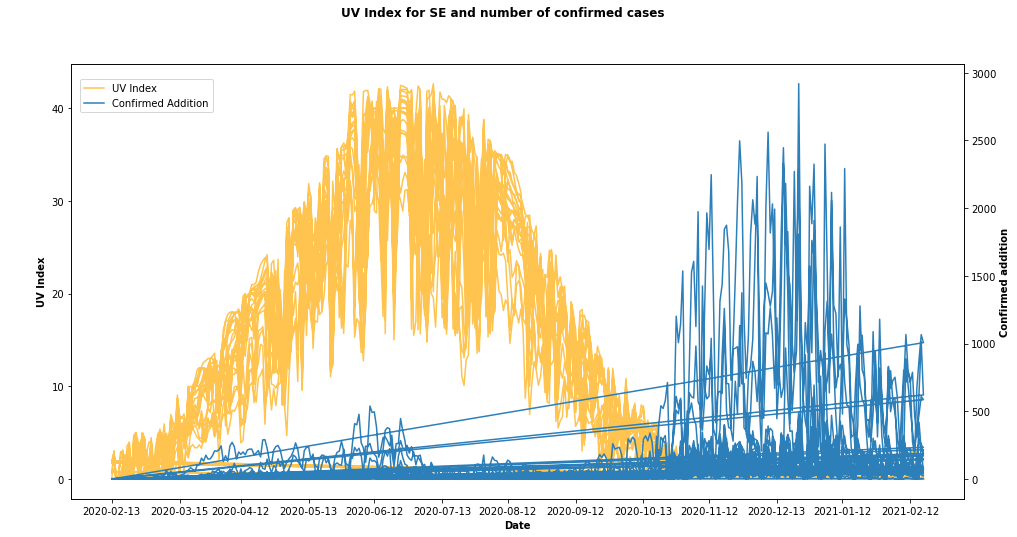 UV Index for SE and number of confirmed cases
UV Index
Confirmed Addition
40
30
20
10
0
UV Index
3000
2500
2000
1500
1000
500
0
Confirmed addition
2020-02-13 2020-03-15 2020-04-12 2020-05-13 2020-06-12 2020-07-13 2020-08-12 2020-09-12 2020-10-13 2020-11-12 2020-12-13 2021-01-12 2021-02-12
Date